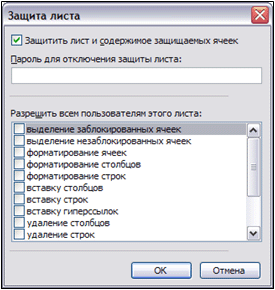 Защита листа
Защитить лист и содержимое защищаемых ячеек
Пароль для отключения защиты листа:
Разрешить всем пользователям этого листа:
выделение заблокированных ячеек
выделение незаблокированных ячеек
форматирование ячеек
форматирование столбцов
форматирование строк
вставку столбцов
вставку строк
вставку гиперссылок
удаление столбцов
удаление строк
ОК
Отмена